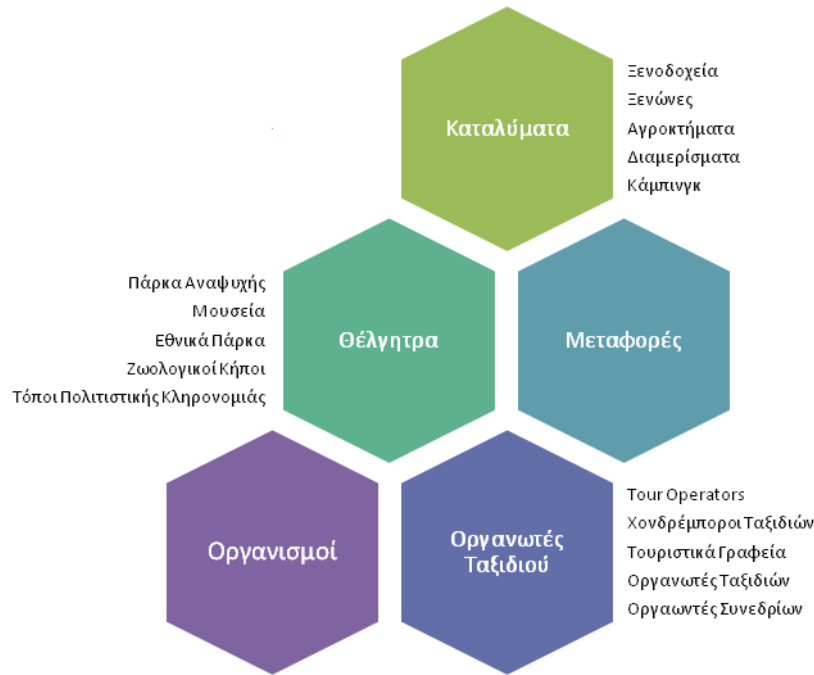 Καταλύματα
Ξενοδοχεία
Ξενώνες
Αγροκτήματα
Διαμερίσματα
Κάμπινγκ
Πάρκα Αναψυχής
Μουσεία
Εθνικά Πάρκα
Ζωολογικοί Κήποι
Τόποι Πολιτιστικής Κληρονομιάς
Θέλγητρα
Μεταφορές
Οργανισμοί
Οργανωτές
Ταξιδιού
Tour Operators
Χονδρέμποροι Ταξιδιών
Τουριστικά Γραφεία
Οργανωτές Ταξιδιών
Οργαωντές Συνεδρίων